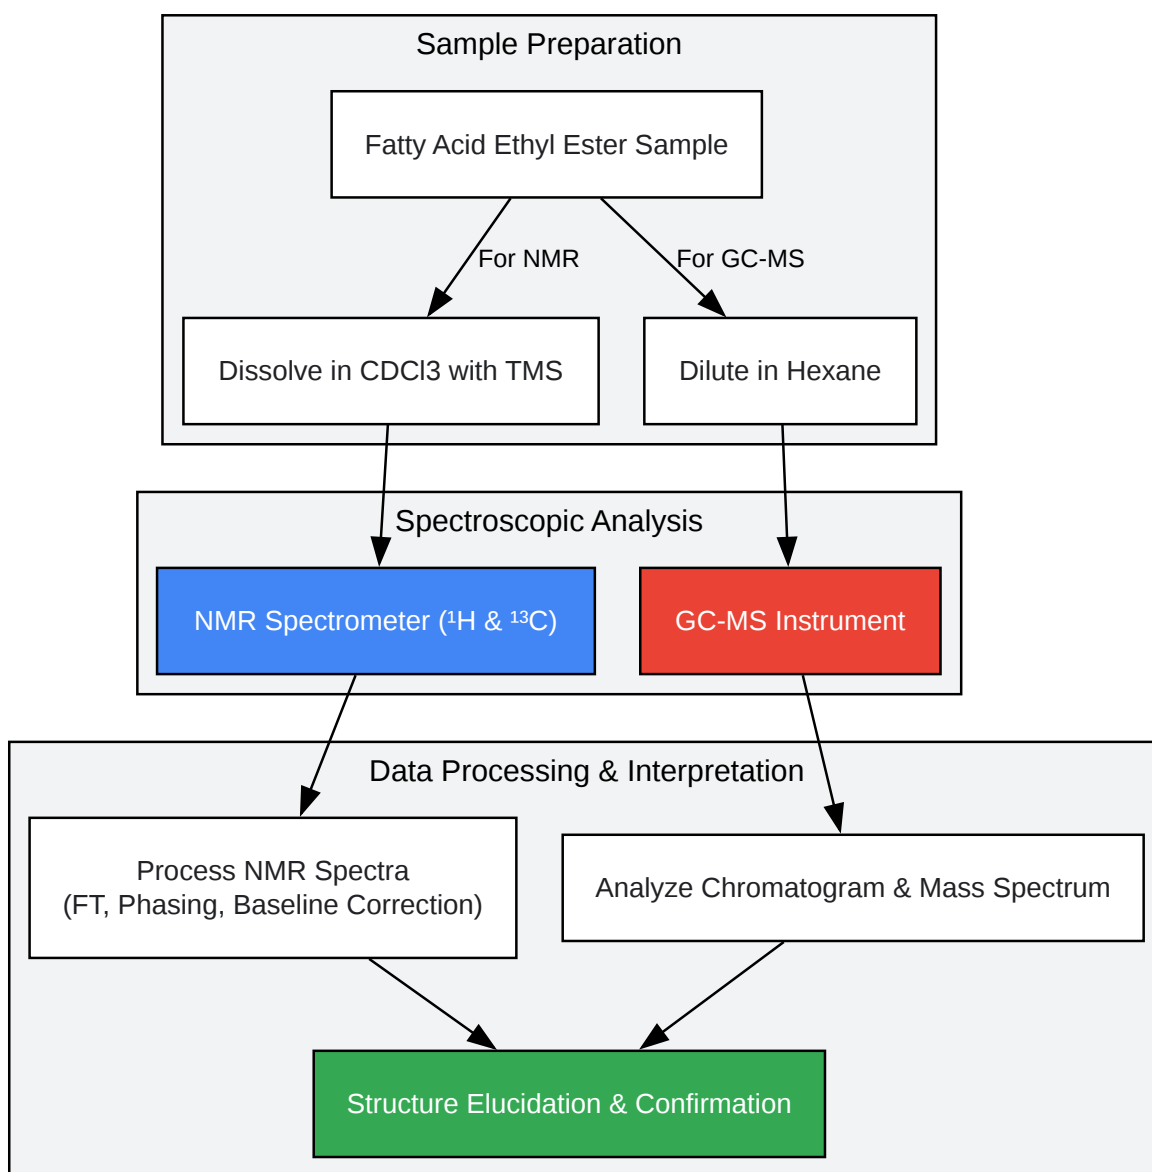 Sample Preparation
Fatty Acid Ethyl Ester Sample
For NMR
For GC-MS
Dissolve in CDCl3 with TMS
Dilute in Hexane
Spectroscopic Analysis
NMR Spectrometer (¹H & ¹³C)
GC-MS Instrument
Data Processing & Interpretation
Process NMR Spectra
(FT, Phasing, Baseline Correction)
Analyze Chromatogram & Mass Spectrum
Structure Elucidation & Confirmation